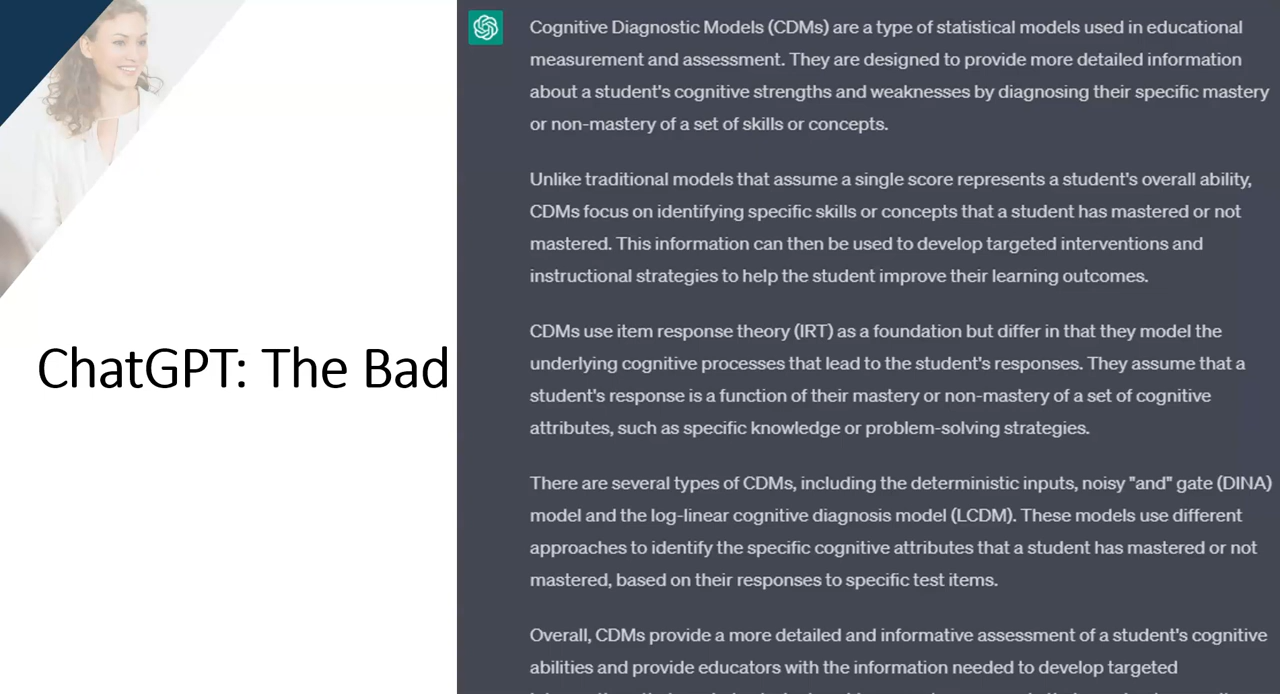 ChatGPT: The Bad
Cognitive Diagnostic Models (CDMs) are a type of statistical models used in educational
measurement and assessment. They are designed to provide more detailed information
about a student's cognitive strengths and weaknesses by diagnosing their specific mastery
or non-mastery of a set of skills or concepts.
Unlike traditional models that assume a single score represents a student's overall ability,
CDMs focus on identifying specific skills or concepts that a student has mastered or not
mastered. This information can then be used to develop targeted interventions and
instructional strategies to help the student improve their learning outcomes.
CDMs use item response theory (IRT) as a foundation but differ in that they model the
underlying cognitive processes that lead to the student's responses. They assume that a
student's response is a function of their mastery or non-mastery of a set of cognitive
attributes, such as specific knowledge or problem-solving strategies.
There are several types of CDMs, including the deterministic inputs, noisy "and" gate (DINA)
model and the log-linear cognitive diagnosis model (LCDM). These models use different
approaches to identify the specific cognitive attributes that a student has mastered or not
mastered, based on their responses to specific test items.
Overall, CDMs provide a more detailed and informative assessment of a student's cognitive
abilities and provide educators with the information needed to develop targeted